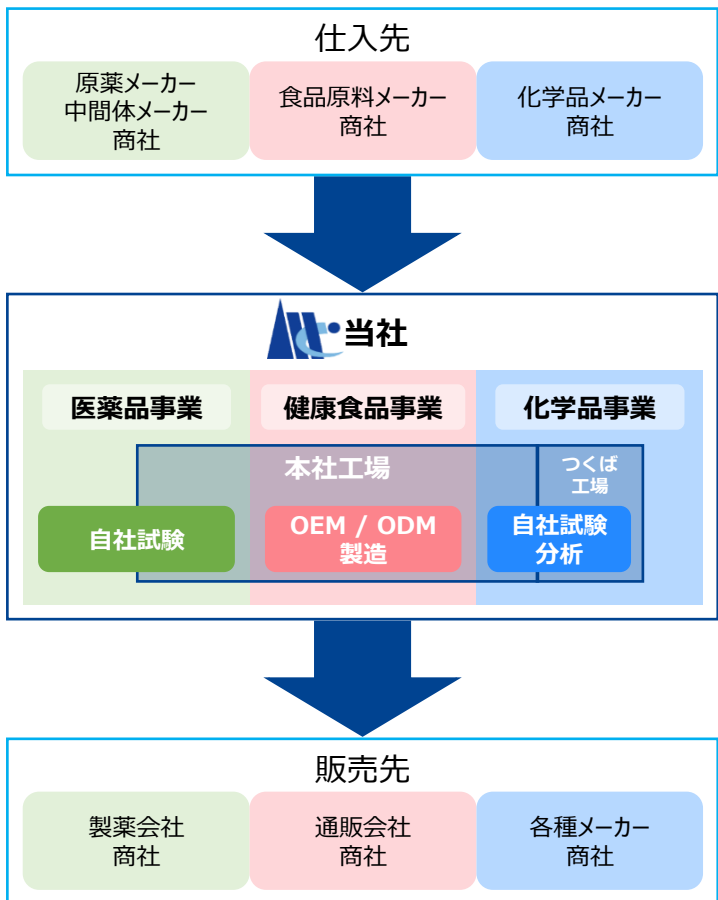 仕入先
原薬メーカー
中間体メーカー
商社
食品原料メーカー
商社
化学品メーカー
商社
当社
医薬品事業
健康食品事業
化学品事業
本社工場
つくば
工場
自社試験
OEM / ODM
製造
自社試験
分析
販売先
製薬会社
商社
通販会社
商社
各種メーカー
商社